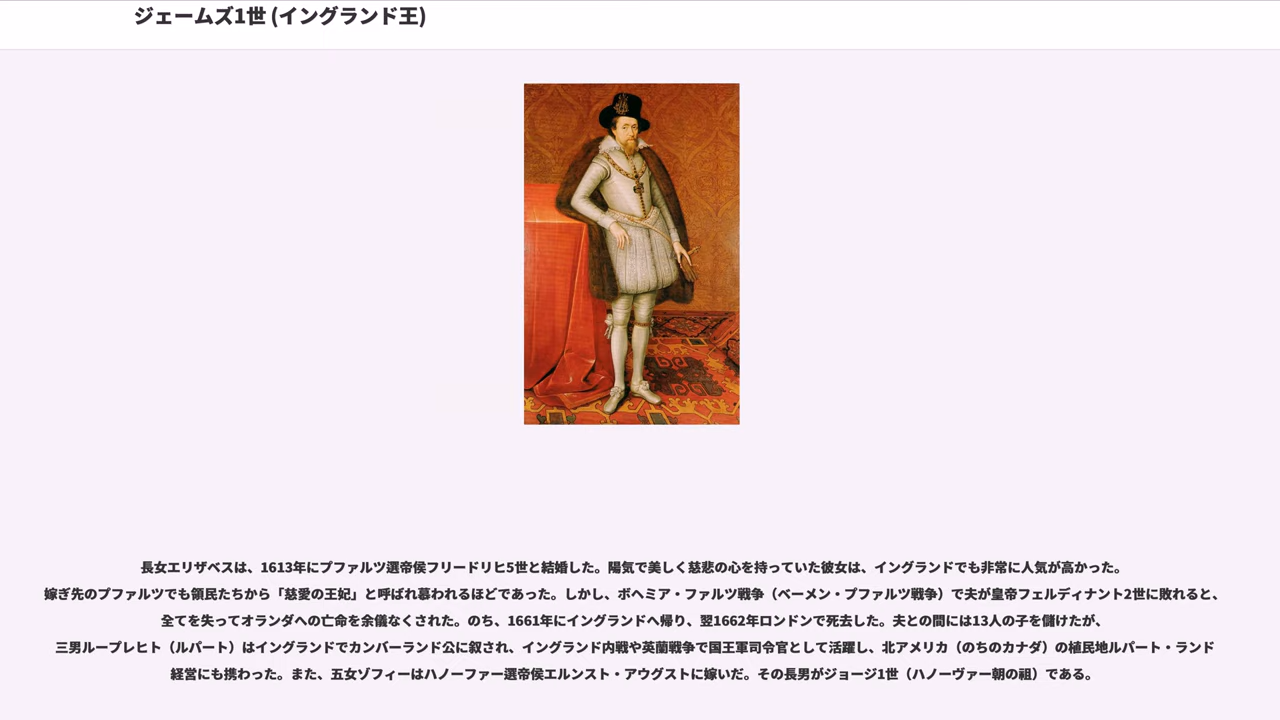 ジェームズ1世 (イングランド王)
長女エリザベスは、1613年にプファルツ選帝侯フリードリヒ5世と結婚した。陽気で美しく慈悲の心を持っていた彼女は、イングランドでも非常に人気が高かった。
嫁ぎ先のプファルツでも領民たちから「慈愛の王妃」と呼ばれ慕われるほどであった。しかし、ボヘミア・ファルツ戦争（ベーメン・プファルツ戦争）で夫が皇帝フェルディナント2世に敗れると、
全てを失ってオランダへの亡命を余儀なくされた。のち、1661年にイングランドへ帰り、翌1662年ロンドンで死去した。夫との間には13人の子を儲けたが、
三男ループレヒト（ルパート）はイングランドでカンバーランド公に叙され、イングランド内戦や英蘭戦争で国王軍司令官として活躍し、北アメリカ（のちのカナダ）の植民地ルパート・ランド
経営にも携わった。また、五女ゾフィーはハノーファー選帝侯エルンスト・アウグストに嫁いだ。その長男がジョージ1世（ハノーヴァー朝の祖）である。